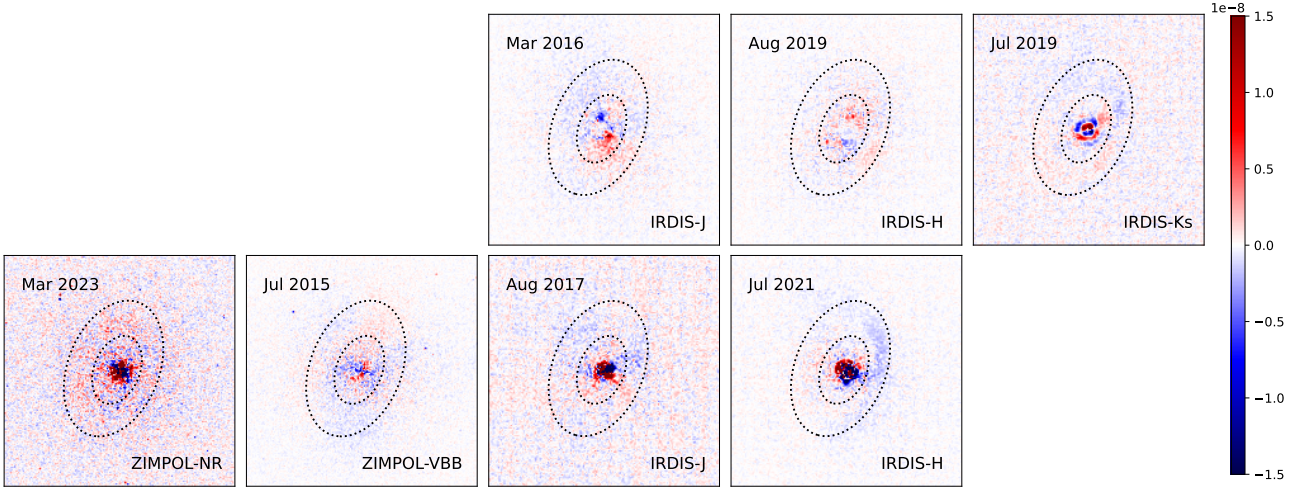 1e−8
Mar 2016
Aug 2019
Jul 2019
1.5
1.0
0.5
0.0
−0.5
−1.0
−1.5
IRDIS-J
IRDIS-H
IRDIS-Ks
Mar 2023
Jul 2015
Aug 2017
Jul 2021
ZIMPOL-NR
ZIMPOL-VBB
IRDIS-J
IRDIS-H